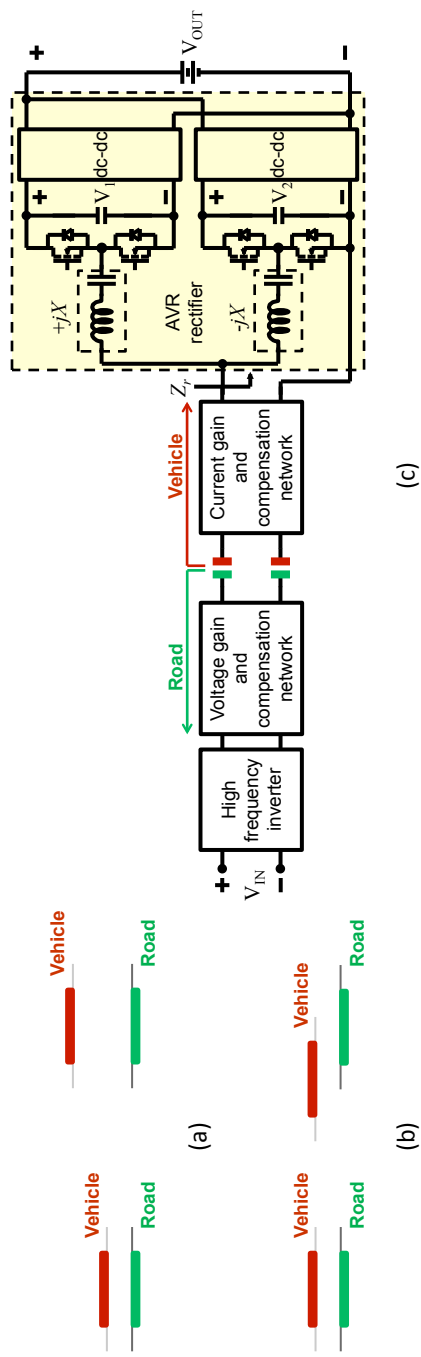 Vehicle
Road
Vehicle
Road
(a)
Vehicle
Road
Vehicle
Road
(b)
+
V_IN
−
High
frequency
inverter
Voltage gain
and
compensation
network
Road
Vehicle
Current gain
and
compensation
network
Z_r
+jX
AVR
rectifier
-jX
+
V_1
−
+
V_2
−
dc-dc
dc-dc
+
V_OUT
−
(c)